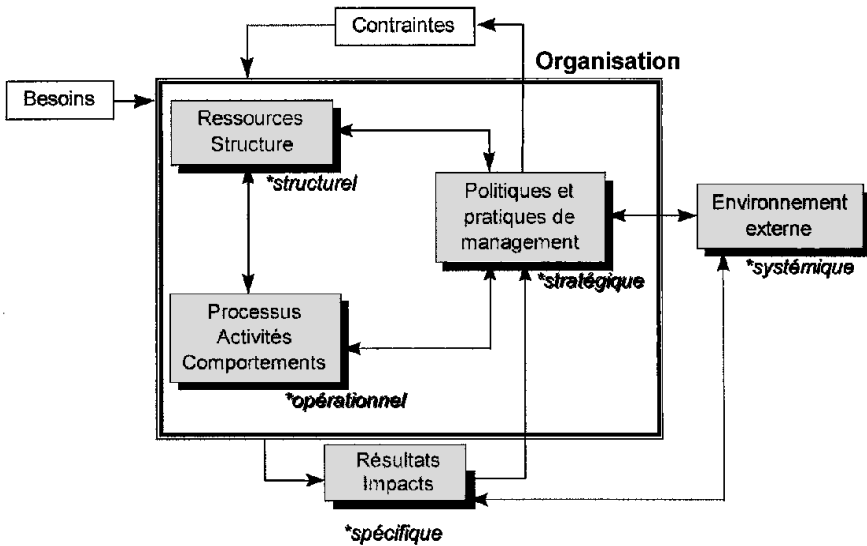 Contraintes
Organisation
Besoins
Ressources
Structure
*structurel
Politiques et
pratiques de
management
*stratégique
Environnement
externe
*systémique
Processus
Activités
Comportements
*opérationnel
Résultats
Impacts
*spécifique